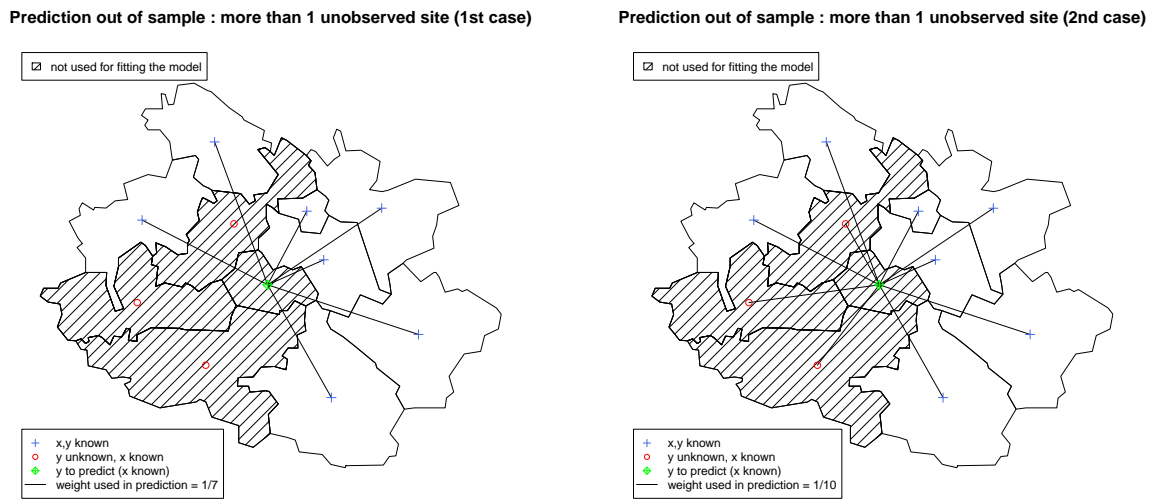 Prediction out of sample : more than 1 unobserved site (1st case)
not used for fitting the model
x,y known
y unknown, x known
y to predict (x known)
weight used in prediction = 1/7
Prediction out of sample : more than 1 unobserved site (2nd case)
not used for fitting the model
x,y known
y unknown, x known
y to predict (x known)
weight used in prediction = 1/10